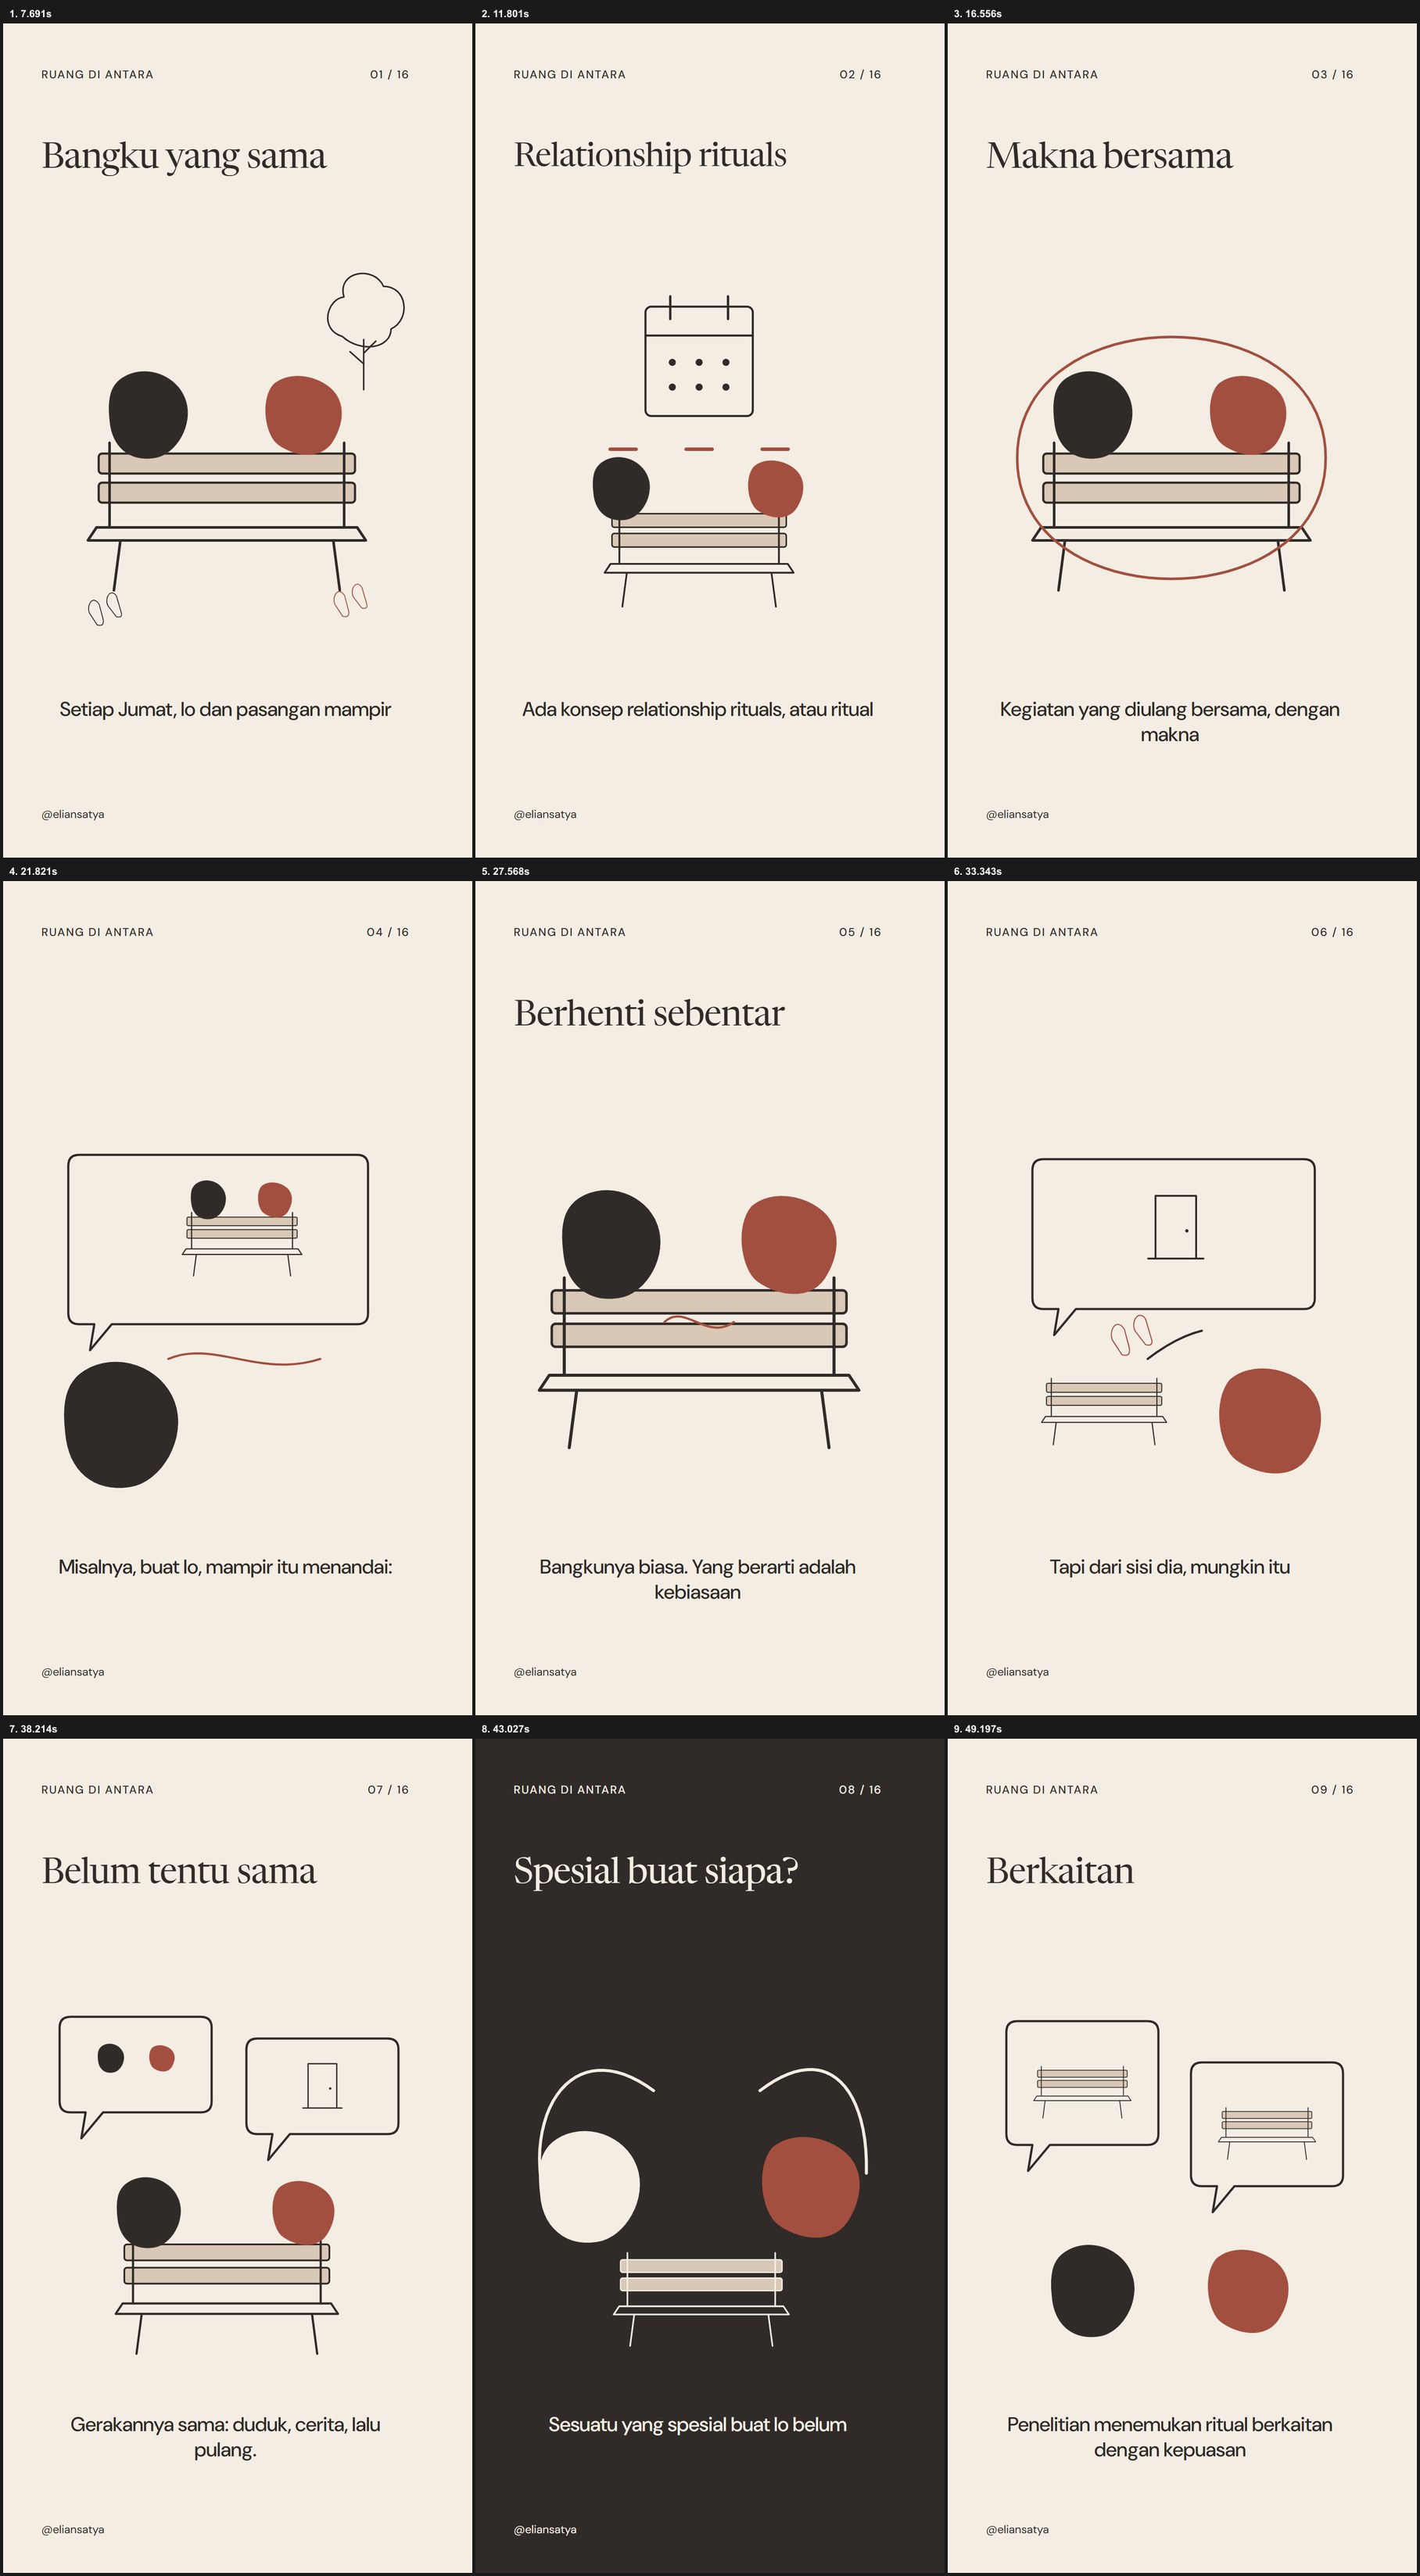 1. 7.691s
RUANG DI ANTARA
01 / 16
Bangku yang sama
Setiap Jumat, lo dan pasangan mampir
@eliansatya
2. 11.801s
RUANG DI ANTARA
02 / 16
Relationship rituals
Ada konsep relationship rituals, atau ritual
@eliansatya
3. 16.556s
RUANG DI ANTARA
03 / 16
Makna bersama
Kegiatan yang diulang bersama, dengan
makna
@eliansatya
4. 21.821s
RUANG DI ANTARA
04 / 16
Misalnya, buat lo, mampir itu menandai:
@eliansatya
5. 27.568s
RUANG DI ANTARA
05 / 16
Berhenti sebentar
Bangkunya biasa. Yang berarti adalah
kebiasaan
@eliansatya
6. 33.343s
RUANG DI ANTARA
06 / 16
Tapi dari sisi dia, mungkin itu
@eliansatya
7. 38.214s
RUANG DI ANTARA
07 / 16
Belum tentu sama
Gerakannya sama: duduk, cerita, lalu
pulang.
@eliansatya
8. 43.027s
RUANG DI ANTARA
08 / 16
Spesial buat siapa?
Sesuatu yang spesial buat lo belum
@eliansatya
9. 49.197s
RUANG DI ANTARA
09 / 16
Berkaitan
Penelitian menemukan ritual berkaitan
dengan kepuasan
@eliansatya